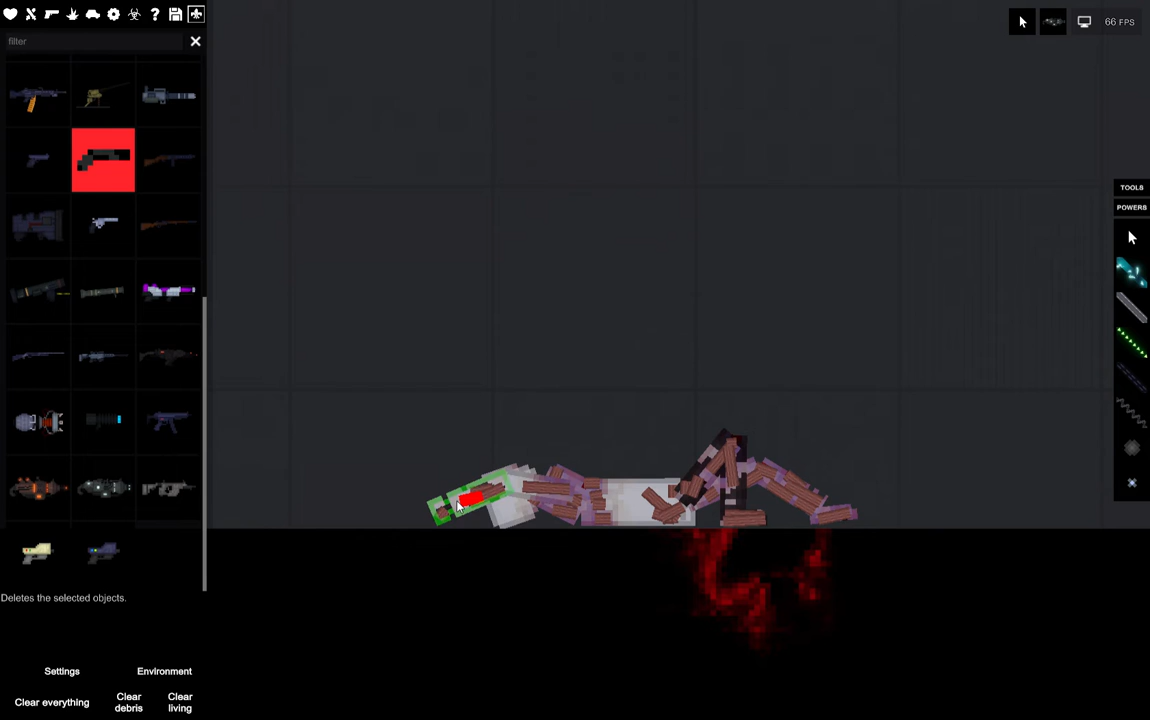 ?
66 FPS
filter
TOOLS
POWERS
Deletes the selected objects.
Settings
Environment
Clear everything
Clear
debris
Clear
living